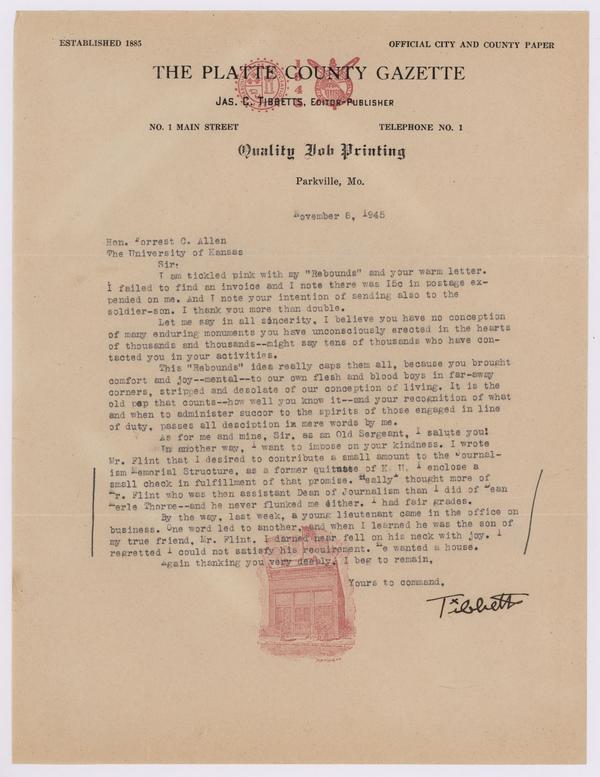 ESTABLISHED 1885
OFFICIAL CITY AND COUNTY PAPER
THE PLATTE COUNTY GAZETTE
1945
JAS. C. TIBBETTS, EDITOR-PUBLISHER
NO. 1 MAIN STREET
TELEPHONE NO. 1
Quality Job Printing
Parkville, Mo.
November 8, 1945
Hon. Forrest C. Allen
The University of Kansas
Sir:
I am tickled pink with my "Rebounds" and your warm letter.
I failed to find an invoice and I note there was 15c in postage ex-
pended on me. And I note your intention of sending also to the
soldier-son. I thank you more than double.
Let me say in all sincerity, I believe you have no conception
of many enduring monuments you have unconsciously erected in the hearts
of thousands and thousands--might say tens of thousands who have con-
tacted you in your activities.
This "Rebounds" idea really caps them all, because you brought
comfort and joy--mental--to our own flesh and blood boys in far-away
corners, stripped and desolate of our conception of living. It is the
old pep that counts--how well you know it--and your recognition of what
and when to administer succor to the spirits of those engaged in line
of duty, passes all desciption in mere words by me.
As for me and mine, Sir, as an Old Sergeant, I salute you!
In another way, I want to impose on your kindness. I wrote
Mr. Flint that I desired to contribute a small amount to the Journal-
ism Memorial Structure, as a former quitnate of K. U. I enclose a
small check in fulfillment of that promise. Really thought more of
Mr. Flint who was then assistant Dean of Journalism than I did of Dean
Merle Thorpe--and he never flunked me either. I had fair grades.
By the way, last week, a young lieutenant came in the office on
business. One word led to another, and when I learned he was the son of
my true friend, Mr. Flint, I darned near fell on his neck with joy. I
regretted I could not satisfy his requirement. He wanted a house.
Again thanking you very deeply, I beg to remain,
Yours to command,
Tibbetts